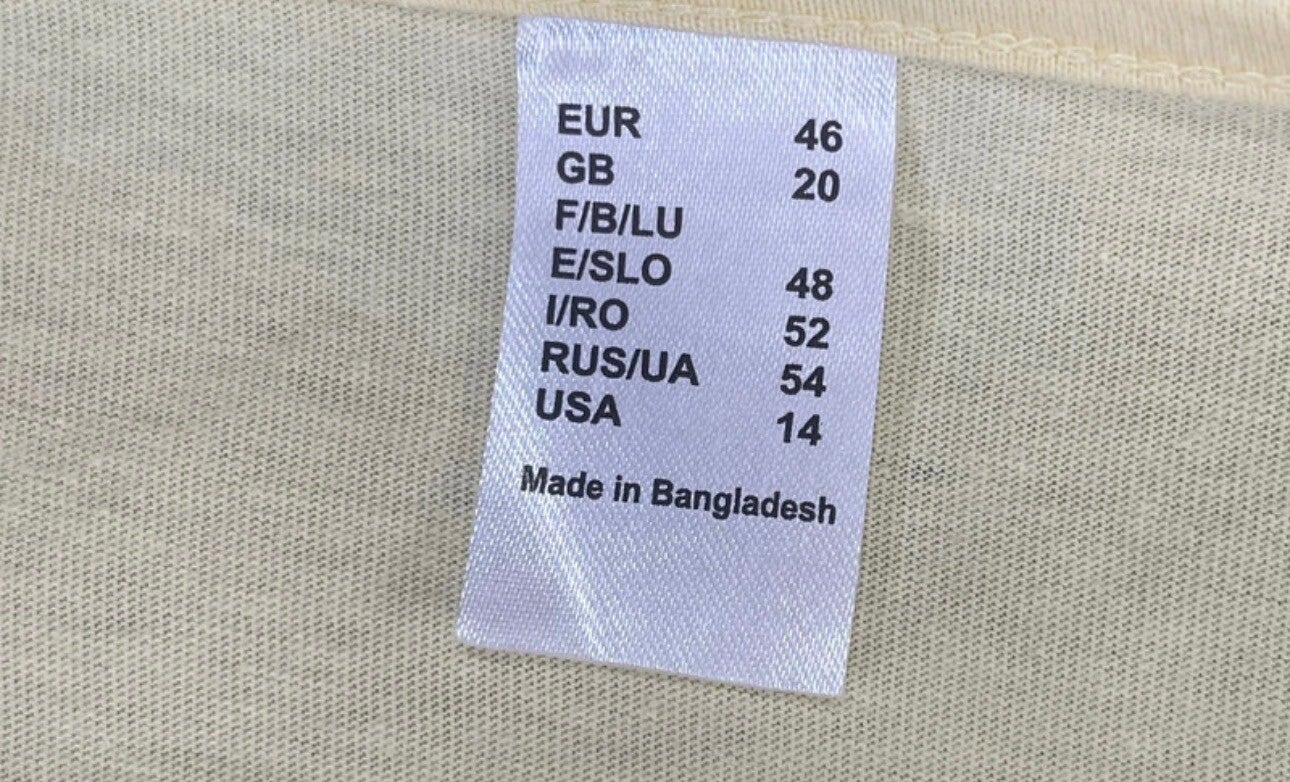 EUR 46
GB 20
F/B/LU
E/SLO 48
I/RO 52
RUS/UA 54
USA 14
Made in Bangladesh